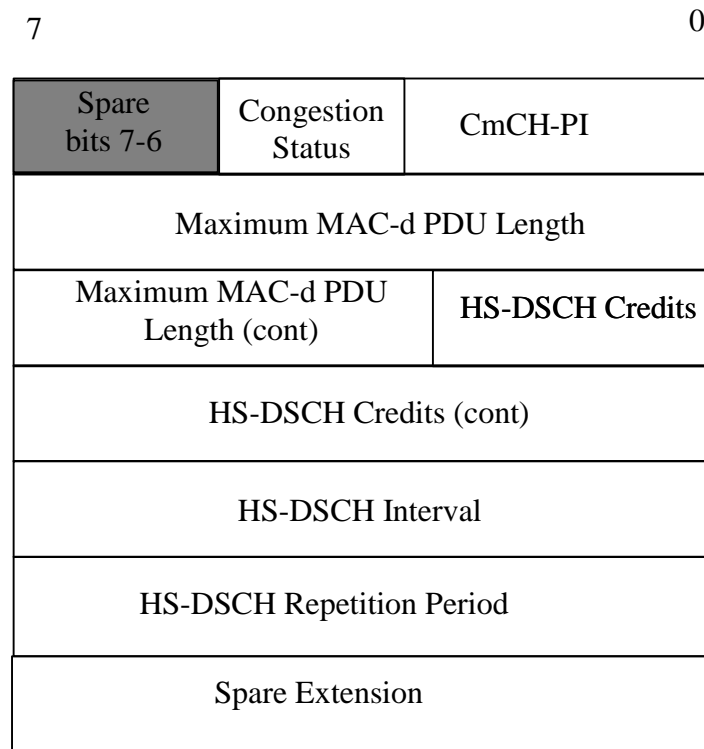 7 0
Spare
bits 7-6
Congestion
Status
CmCH-PI
Maximum MAC-d PDU Length
Maximum MAC-d PDU
Length (cont)
HS-DSCH Credits
HS-DSCH Credits (cont)
HS-DSCH Interval
HS-DSCH Repetition Period
Spare Extension